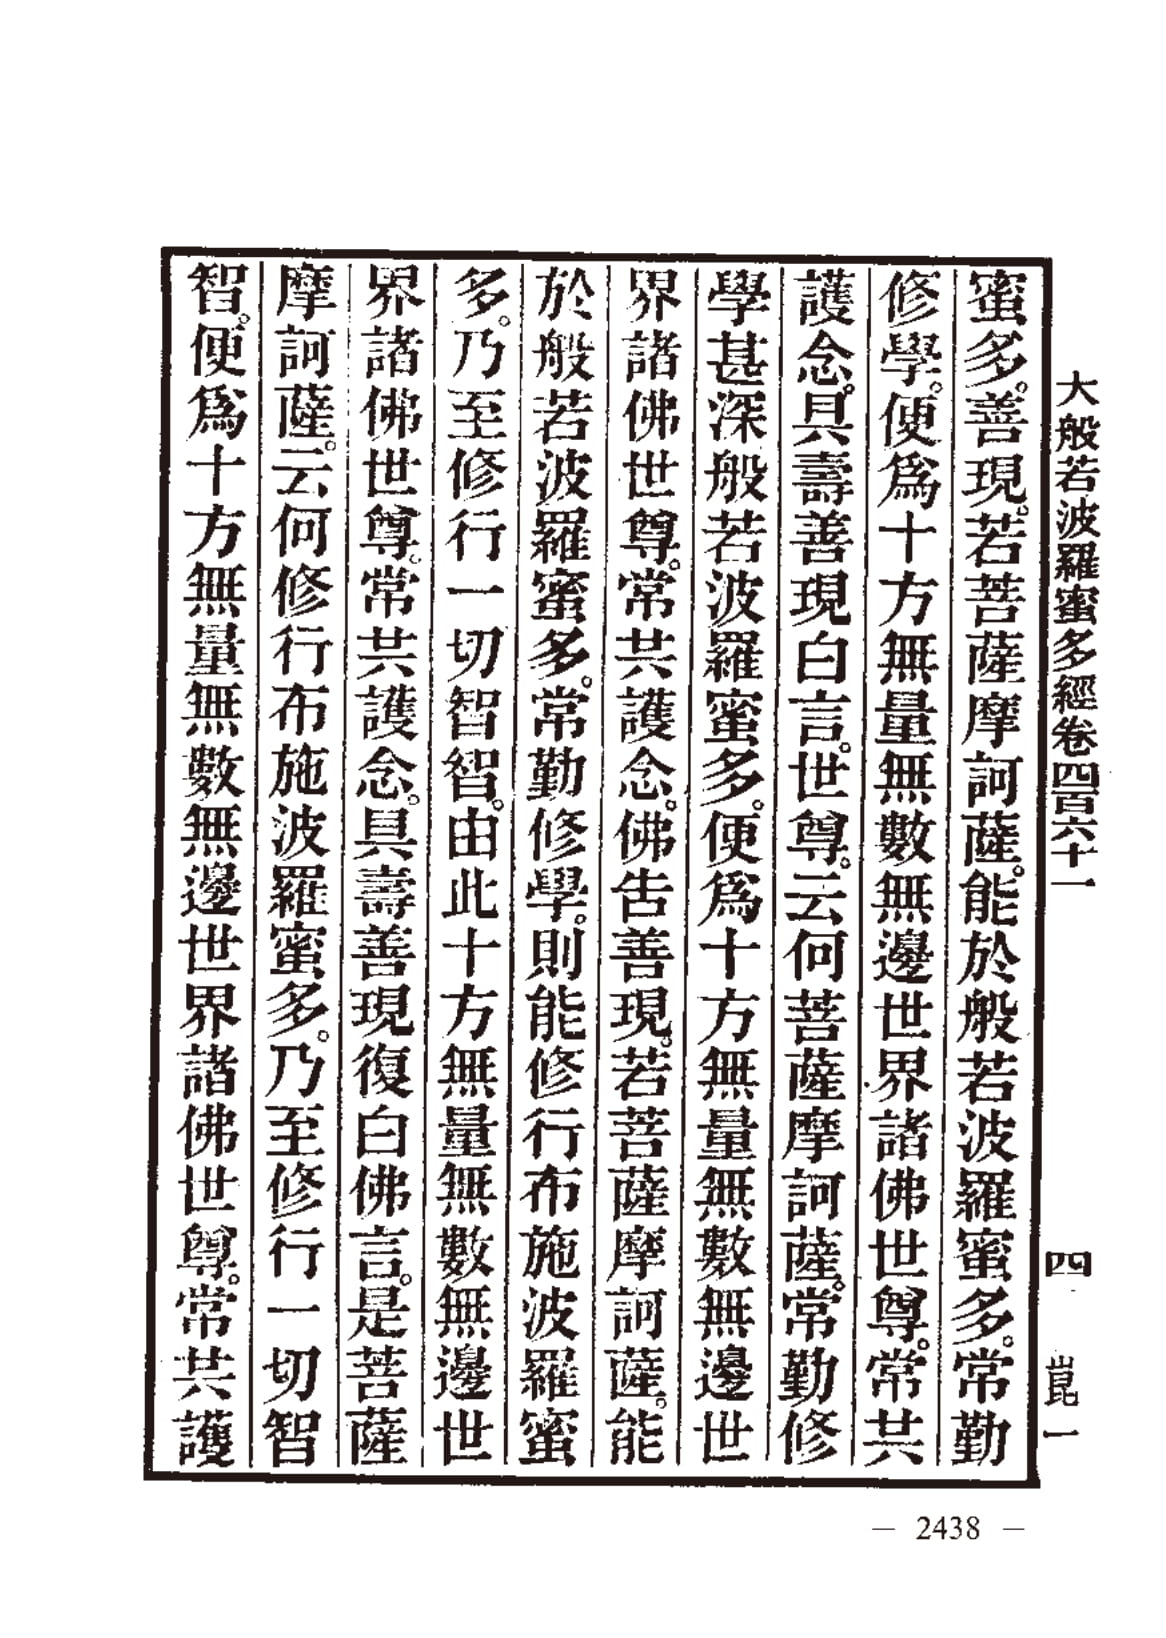 大般若波羅蜜多經卷四百六十一　四　崑一
蜜多。善現。若菩薩摩訶薩。能於般若波羅蜜多。常勤
修學。便爲十方無量無數無邊世界諸佛世尊。常共
護念。具壽善現白言。世尊。云何菩薩摩訶薩。常勤修
學甚深般若波羅蜜多。便爲十方無量無數無邊世
界諸佛世尊。常共護念。佛告善現。若菩薩摩訶薩。能
於般若波羅蜜多。常勤修學。則能修行布施波羅蜜
多。乃至修行一切智智。由此十方無量無數無邊世
界諸佛世尊。常共護念。具壽善現復白佛言。是菩薩
摩訶薩。云何修行布施波羅蜜多。乃至修行一切智
智。便爲十方無量無數無邊世界諸佛世尊。常共護
— 2438 —